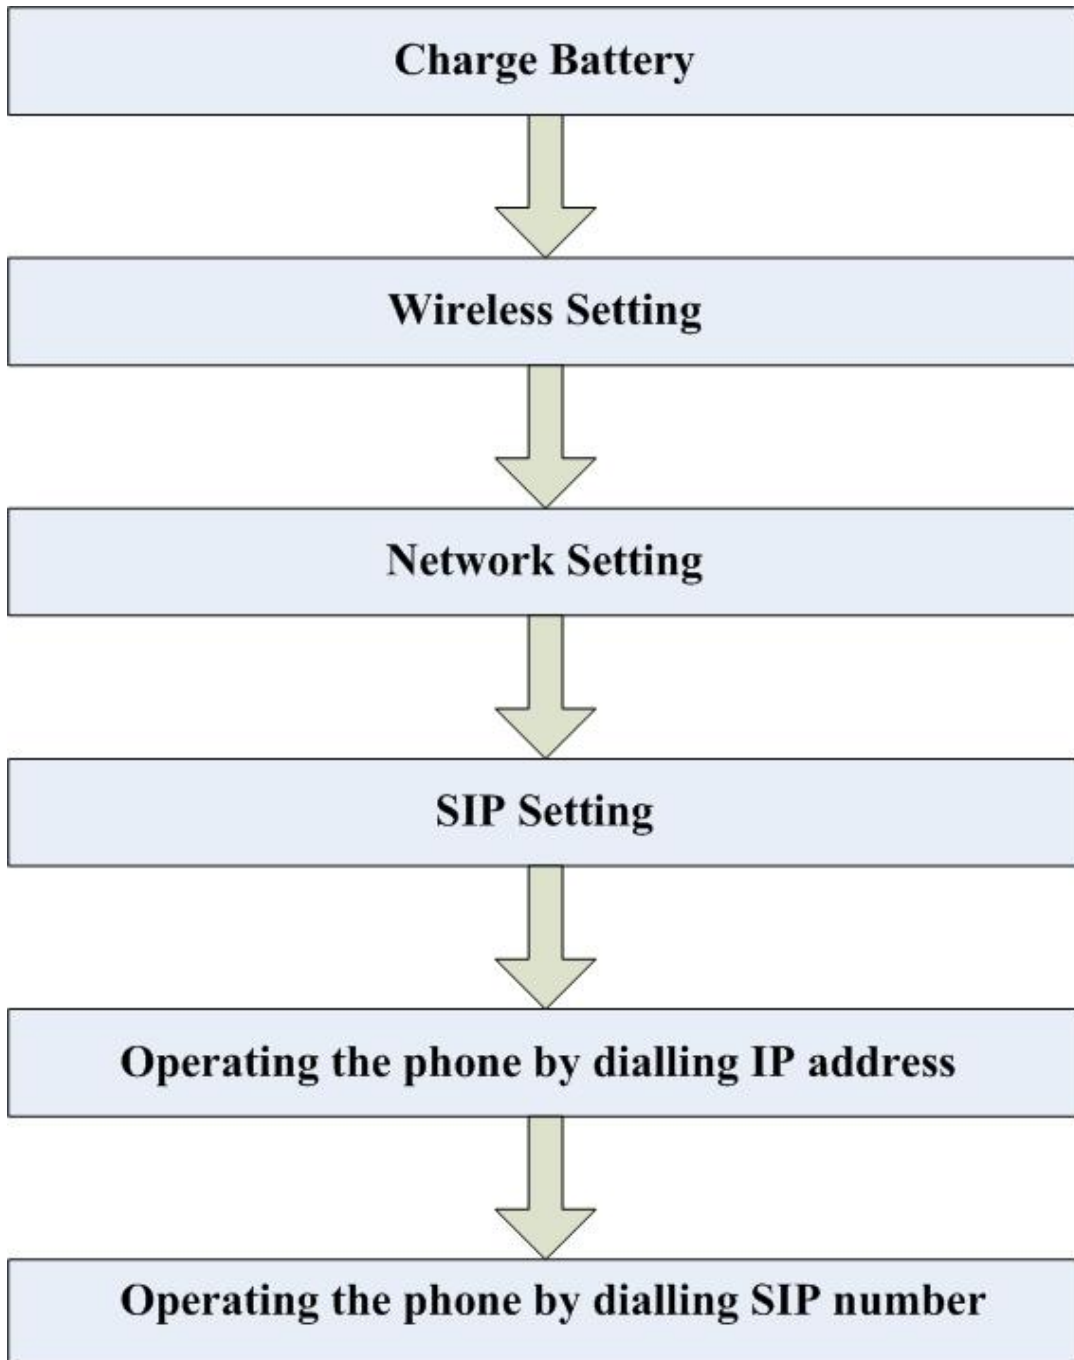 Charge Battery
Wireless Setting
Network Setting
SIP Setting
Operating the phone by dialling IP address
Operating the phone by dialling SIP number